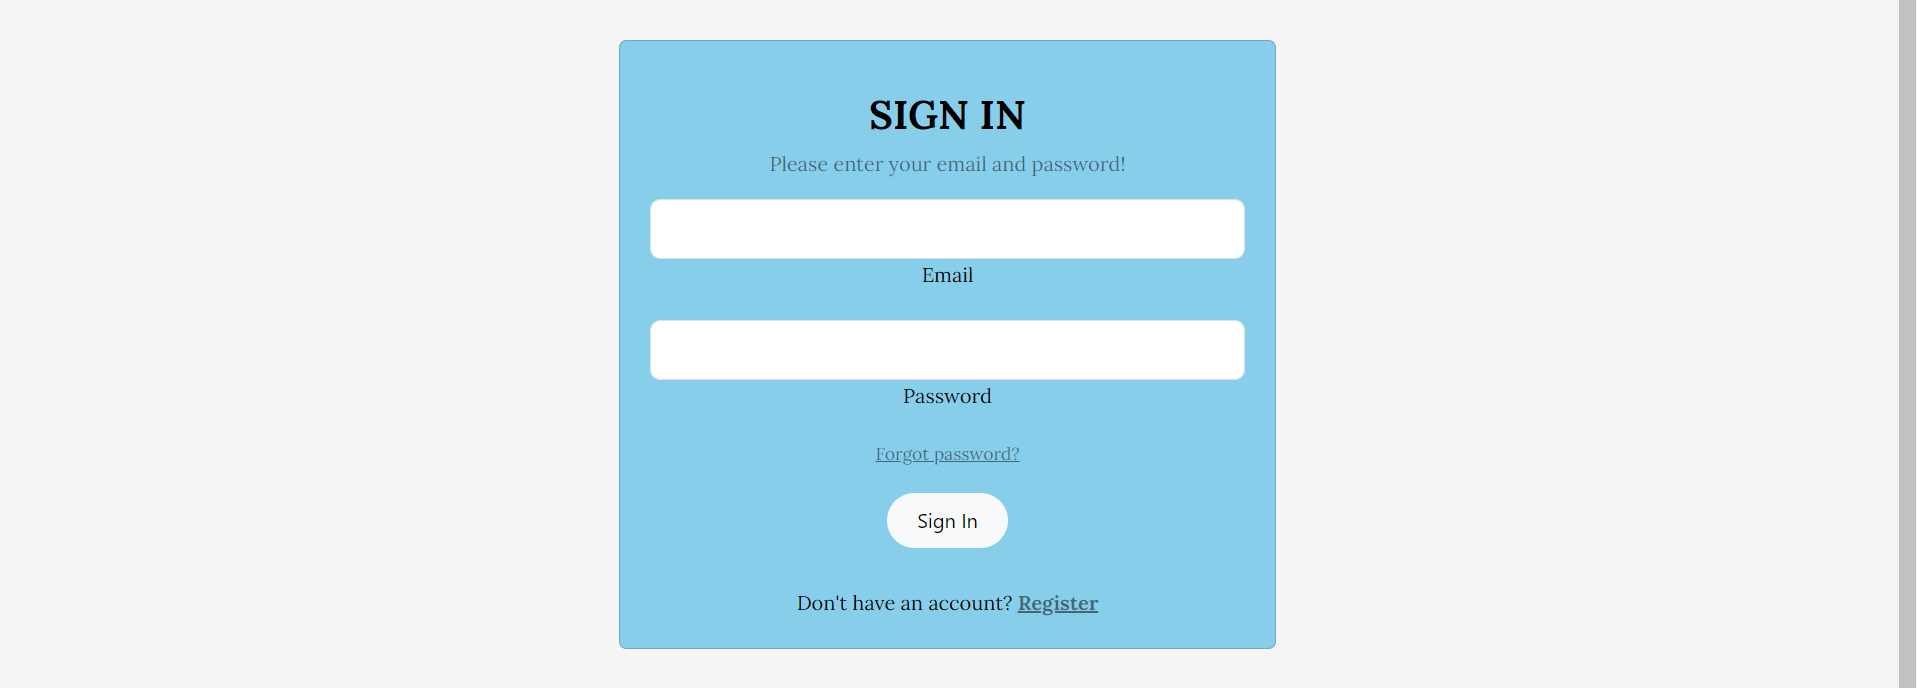 SIGN IN
Please enter your email and password!
Email
Password
Forgot password?
Sign In
Don't have an account? Register